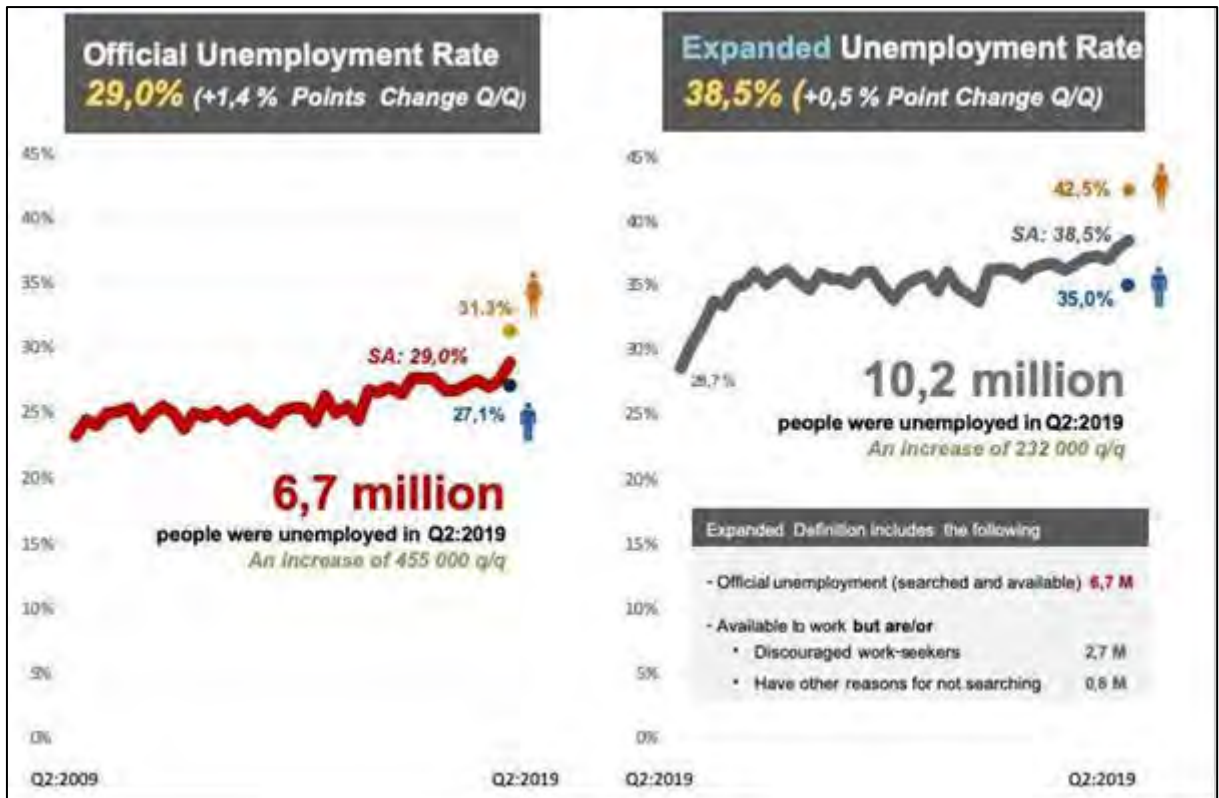 Official Unemployment Rate
29,0% (+1,4 % Points Change Q/Q)
45%
40%
35%
30%
25%
20%
15%
10%
5%
0%
31.3%
SA: 29,0%
27,1%
6,7 million
people were unemployed in Q2:2019
An increase of 455 000 q/q
Q2:2009
Q2:2019
Expanded Unemployment Rate
38,5% (+0,5 % Point Change Q/Q)
45%
40%
35%
30%
25%
20%
15%
10%
5%
0%
42,5%
SA: 38,5%
35,0%
28,7%
10,2 million
people were unemployed in Q2:2019
An increase of 232 000 q/q
Expanded Definition includes the following
- Official unemployment (searched and available) 6,7 M
- Available to work but are/or
• Discouraged work-seekers 2,7 M
• Have other reasons for not searching 0,8 M
Q2:2019
Q2:2019